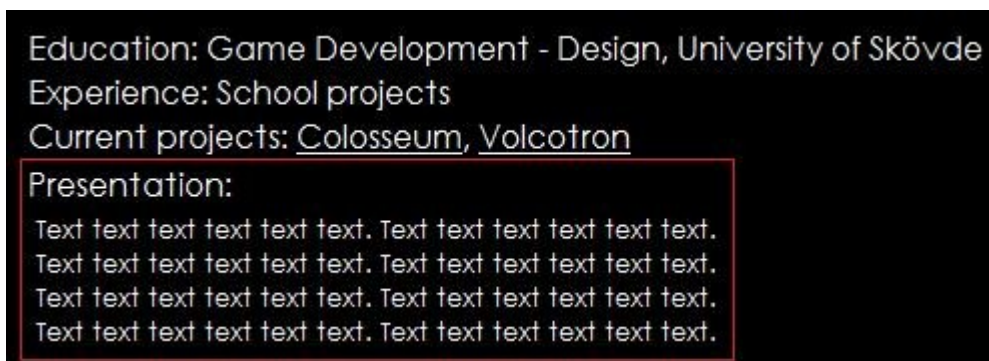 Education: Game Development - Design, University of Skövde
Experience: School projects
Current projects: Colosseum, Volcotron
Presentation:
Text text text text text text. Text text text text text text.
Text text text text text text. Text text text text text text.
Text text text text text text. Text text text text text text.
Text text text text text text. Text text text text text text.